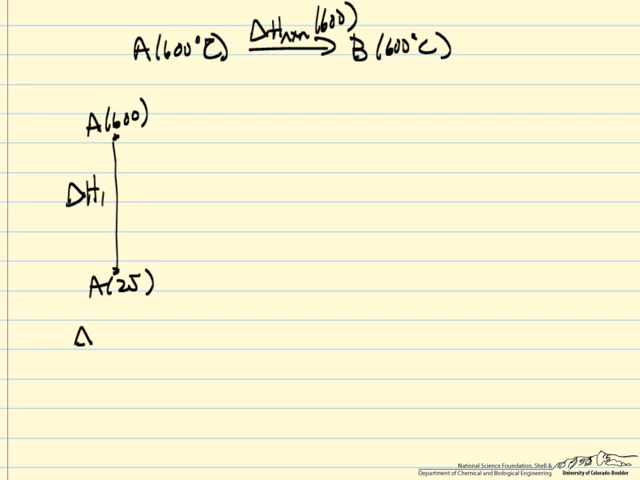 A(600°C) ΔHrxn(600) B(600°C)
A(600)
ΔH₁
A(25)
Δ
National Science Foundation, Shell &
Department of Chemical and Biological Engineering
University of Colorado-Boulder